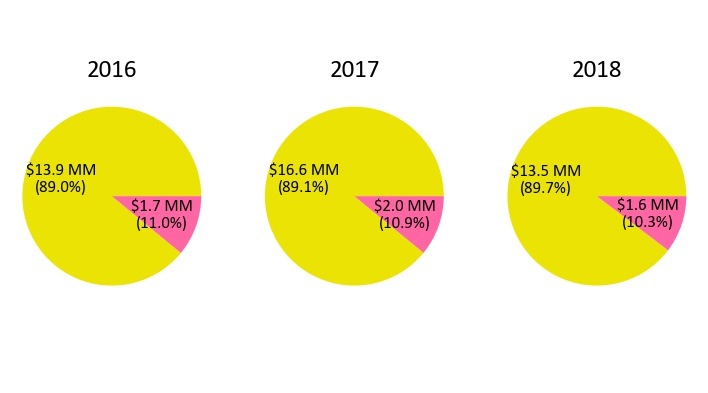 2016
2017
2018
$13.9 MM
(89.0%)
$1.7 MM
(11.0%)
$16.6 MM
(89.1%)
$2.0 MM
(10.9%)
$13.5 MM
(89.7%)
$1.6 MM
(10.3%)